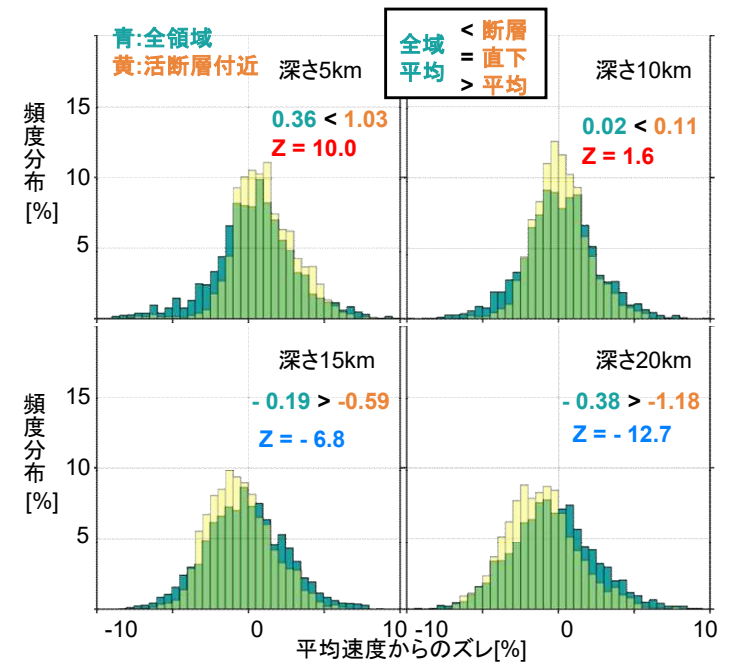 青:全領域
黄:活断層付近
全域 < 断層
平均 = 直下
> 平均
深さ5km
0.36 < 1.03
Z = 10.0
深さ10km
0.02 < 0.11
Z = 1.6
頻度分布
[%]
15
10
5
深さ15km
- 0.19 > -0.59
Z = - 6.8
深さ20km
- 0.38 > -1.18
Z = - 12.7
頻度分布
[%]
15
10
5
-10 0 10 -10 0 10
平均速度からのズレ[%]